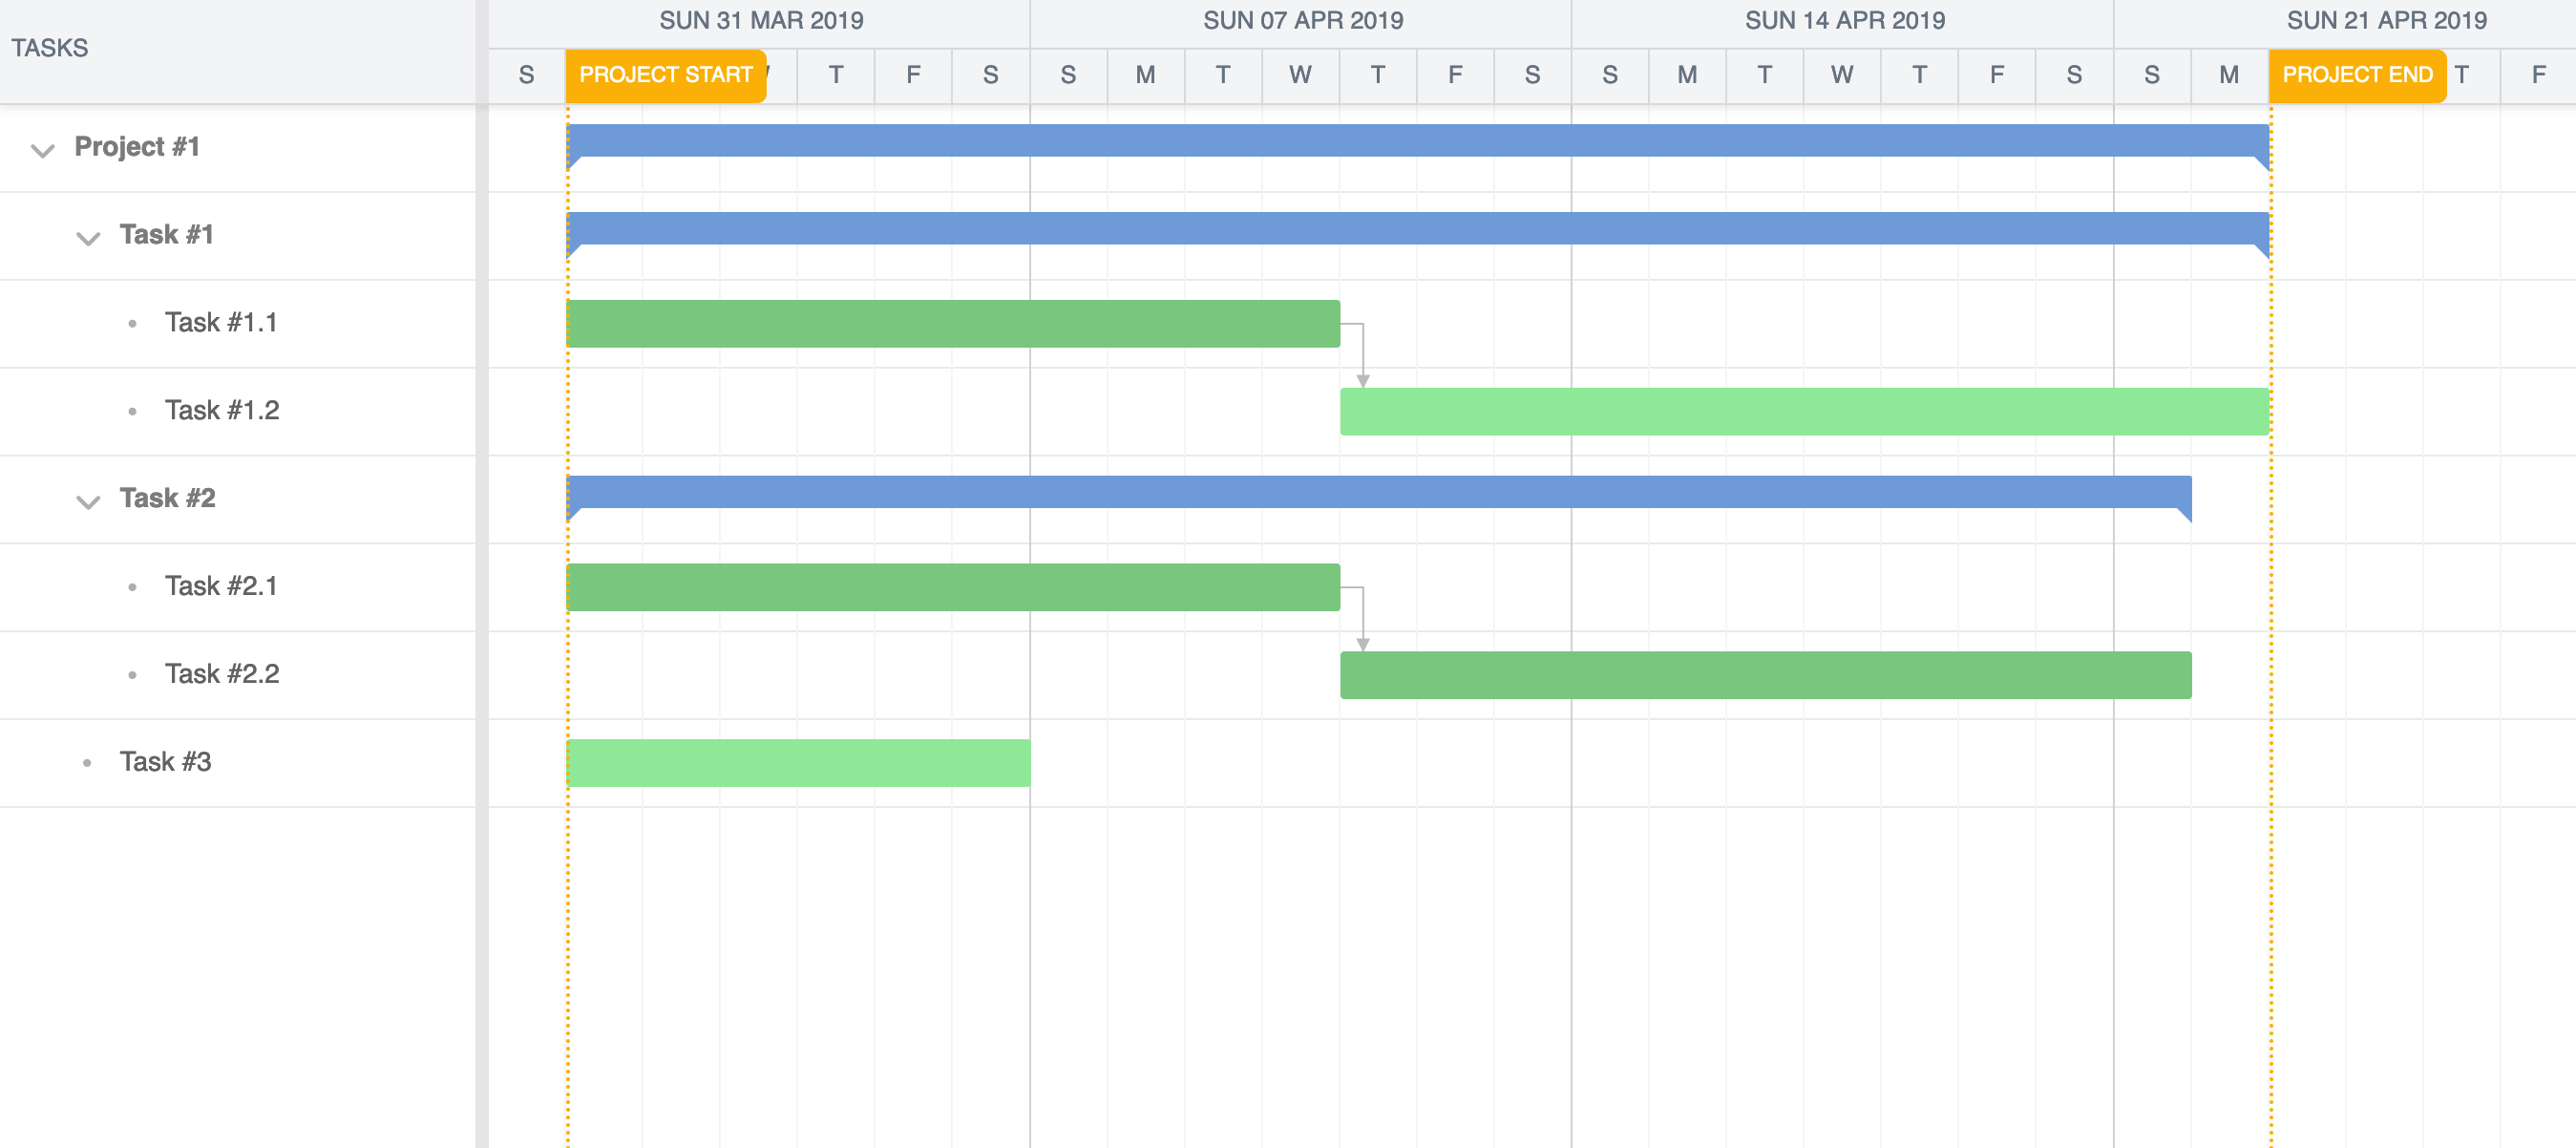 TASKS
SUN 31 MAR 2019 SUN 07 APR 2019 SUN 14 APR 2019 SUN 21 APR 2019
S PROJECT START T F S S M T W T F S S M T W T F S S M PROJECT END T F
Project #1
Task #1
Task #1.1
Task #1.2
Task #2
Task #2.1
Task #2.2
Task #3